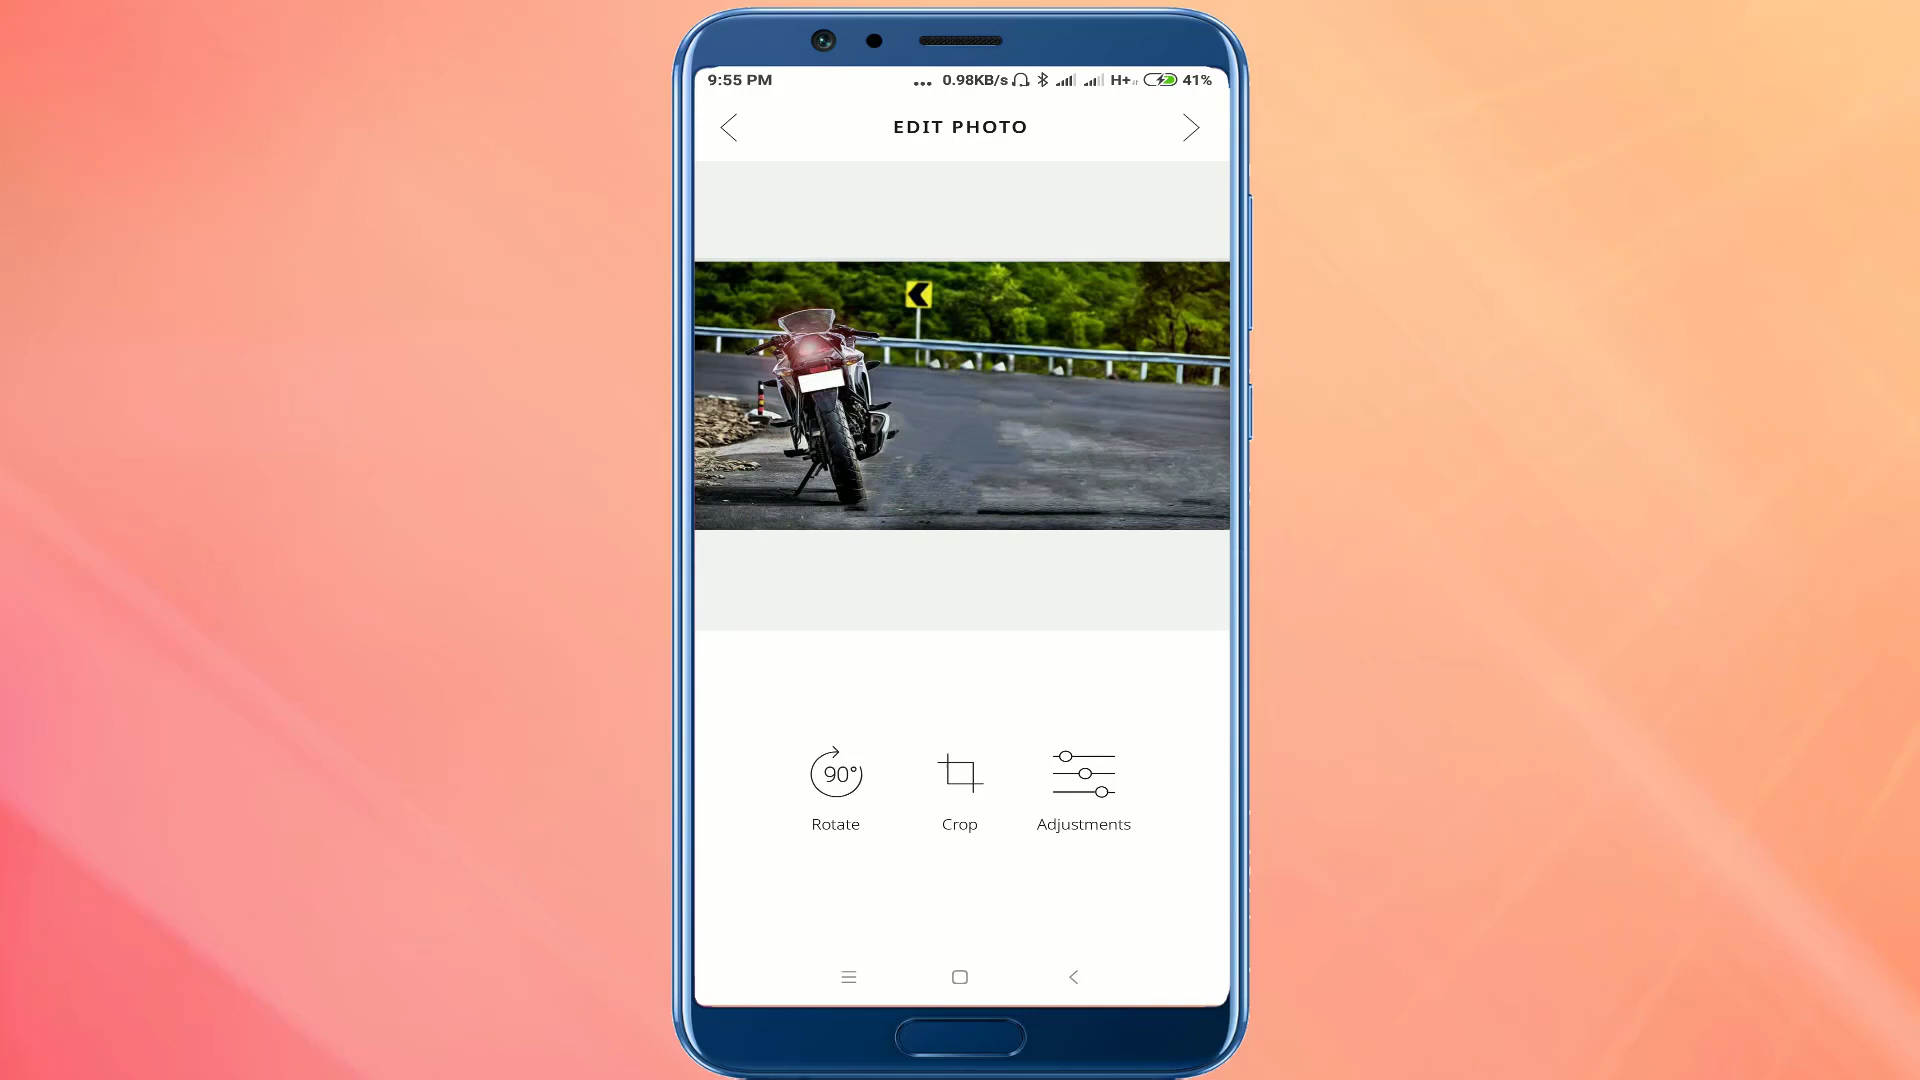 9:55 PM ... 0.98KB/s H+ 41%
EDIT PHOTO
90°
Rotate Crop Adjustments